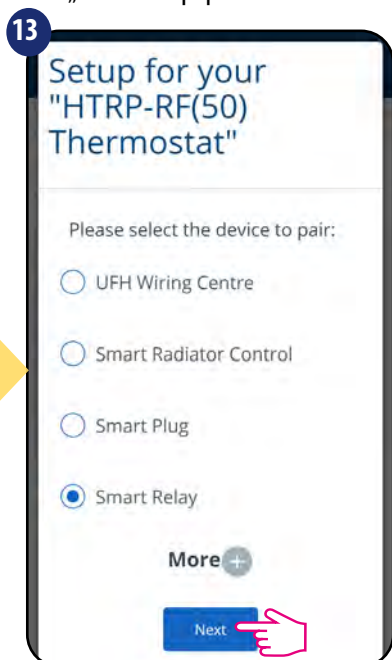 13
Setup for your
"HTRP-RF(50)
Thermostat"
Please select the device to pair:
UFH Wiring Centre
Smart Radiator Control
Smart Plug
Smart Relay
More
Next